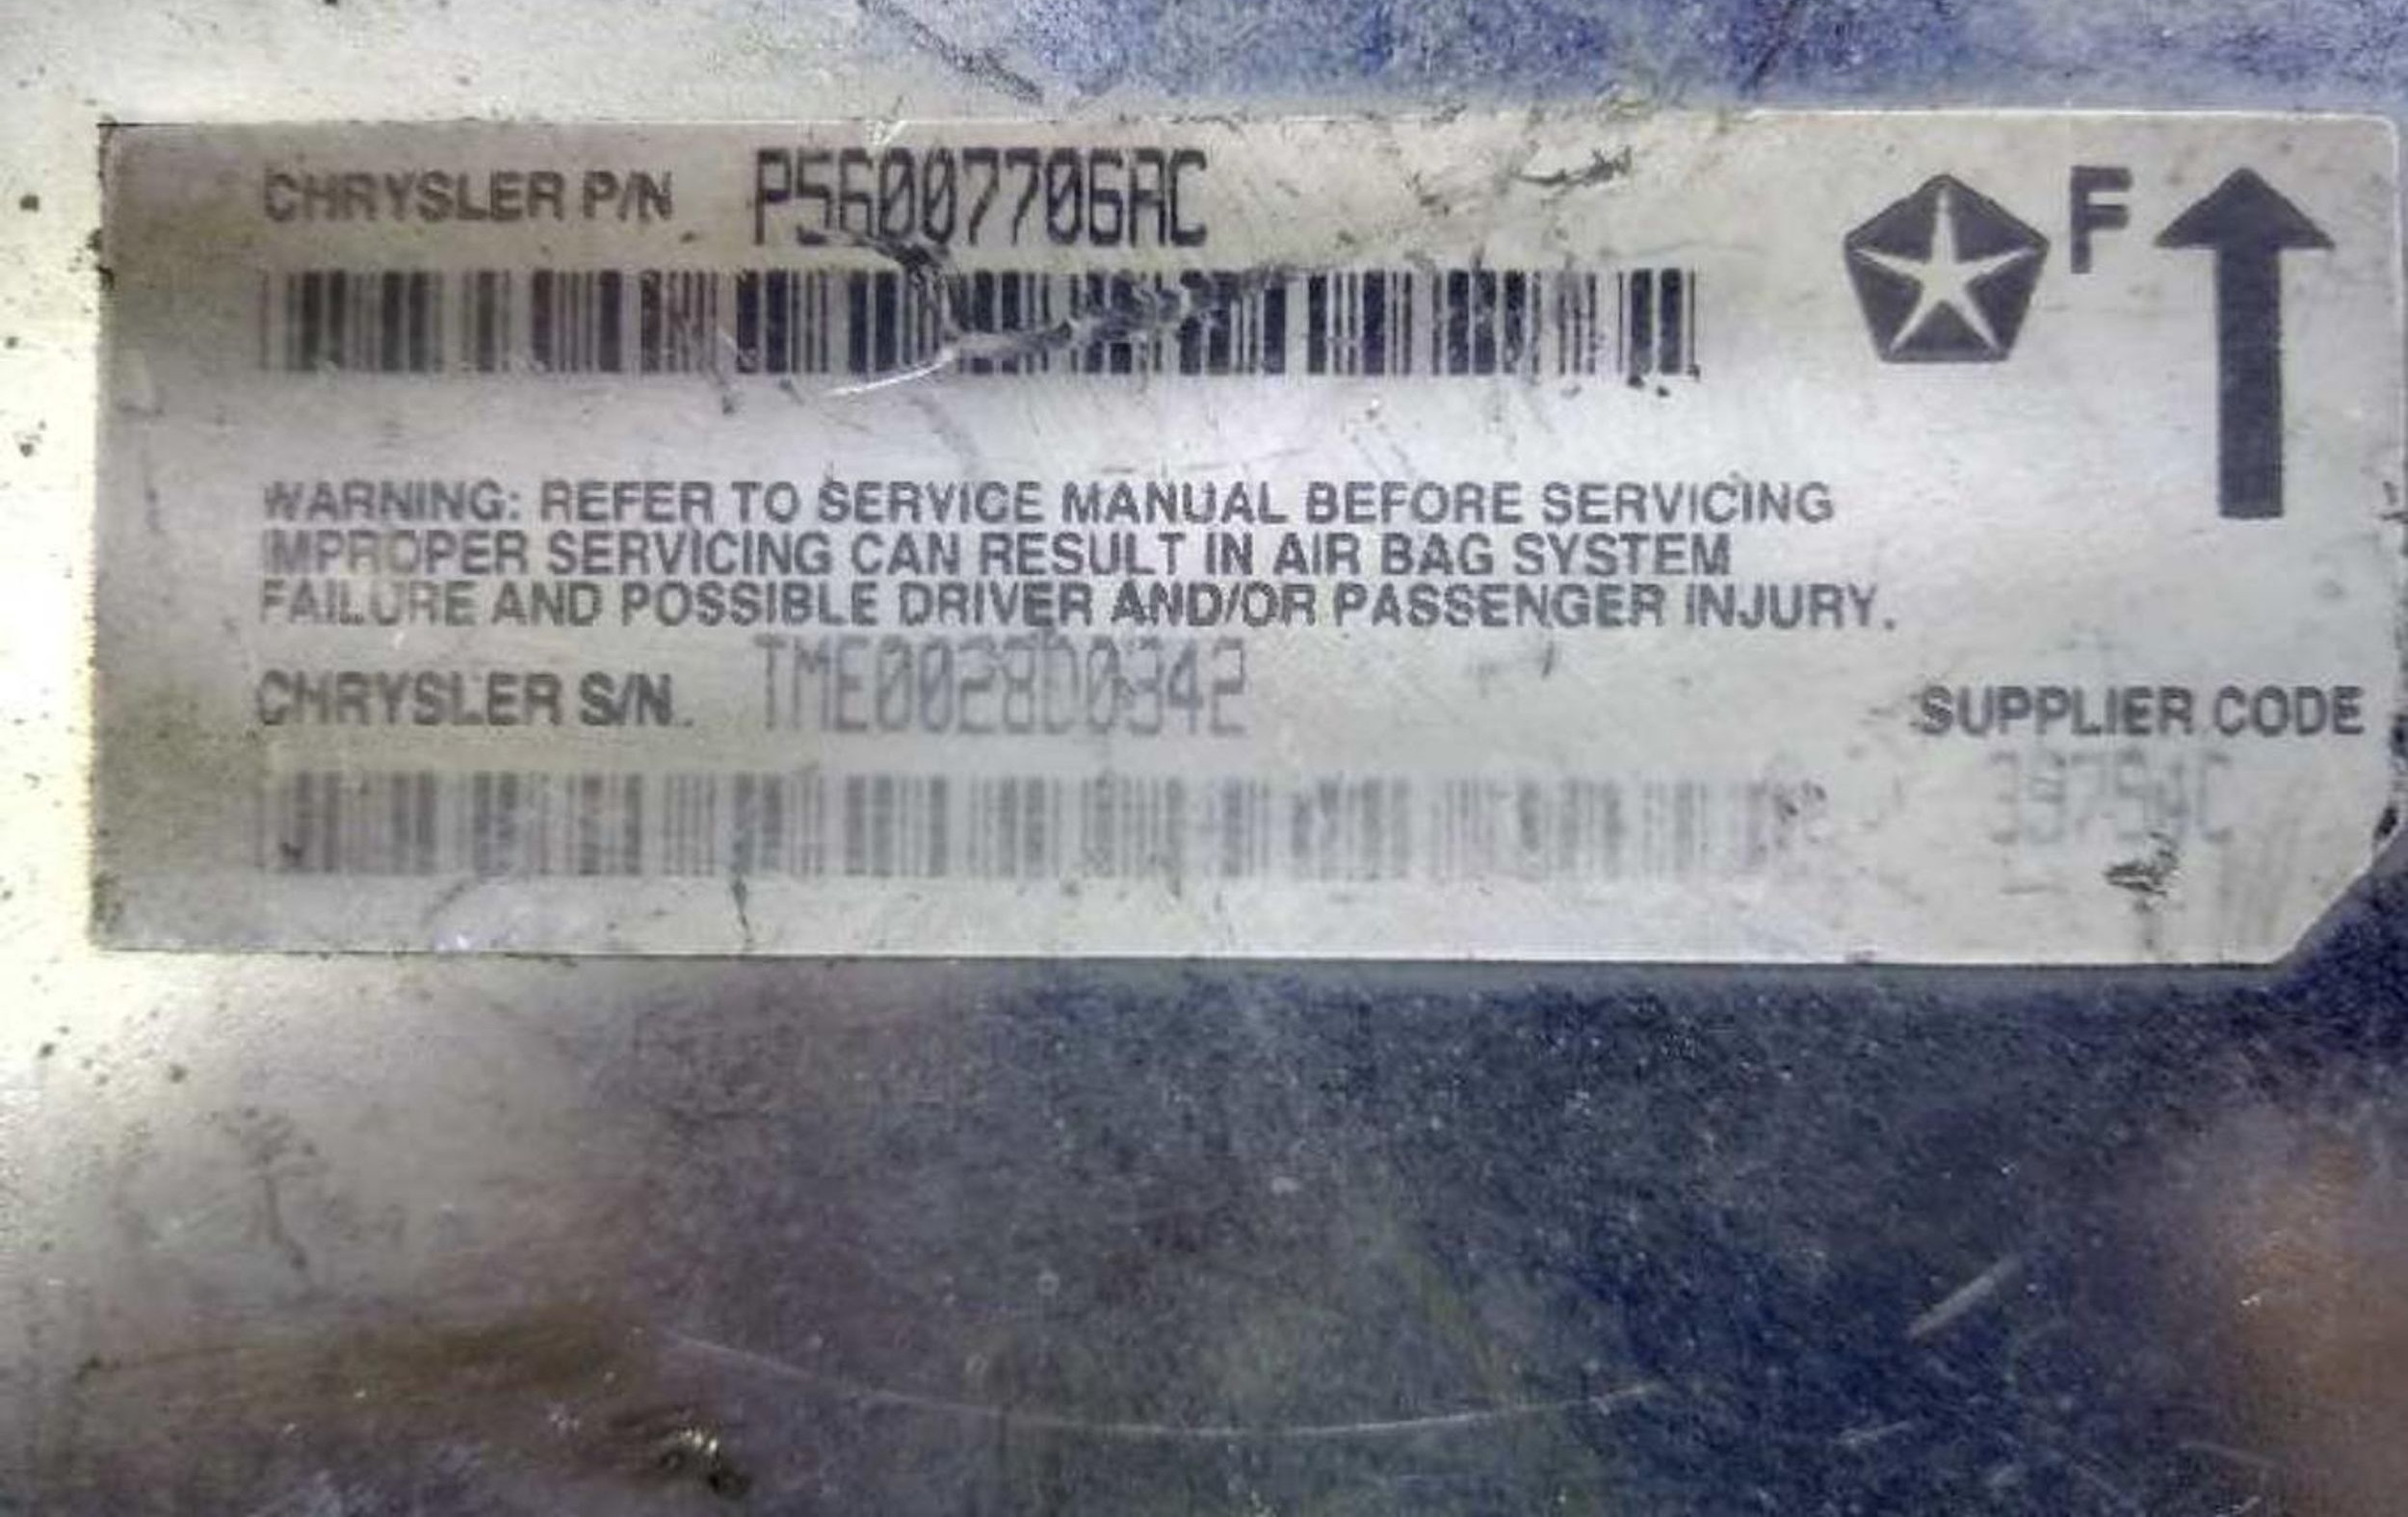 CHRYSLER P/N P56007706AC
F
WARNING: REFER TO SERVICE MANUAL BEFORE SERVICING
IMPROPER SERVICING CAN RESULT IN AIR BAG SYSTEM
FAILURE AND POSSIBLE DRIVER AND/OR PASSENGER INJURY.
CHRYSLER S/N. TME0028D0342
SUPPLIER CODE